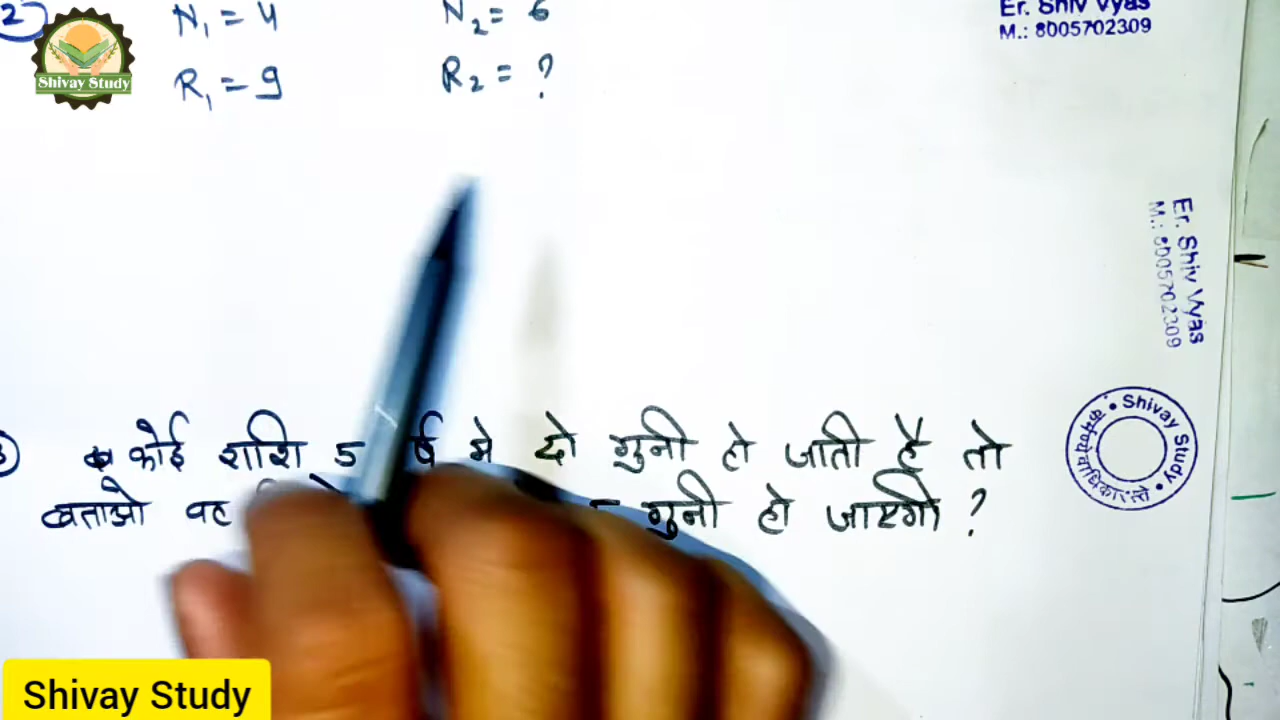 2
N₁ = 4 N₂ = 6
R₁ = 9 R₂ = ?
Er. Shiv Vyas
M.: 8005702309
Shivay Study
Er. Shiv Vyas
M.: 8005702309
कोई राशि 5 में दो गुनी हो जाती है तो
बताओ वह गुनी हो जाएगी ?
Shivay Study
Shivay Study